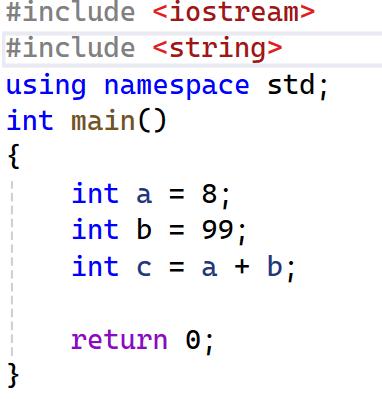 #include <iostream>
#include <string>
using namespace std;
int main()
{
    int a = 8;
    int b = 99;
    int c = a + b;

    return 0;
}